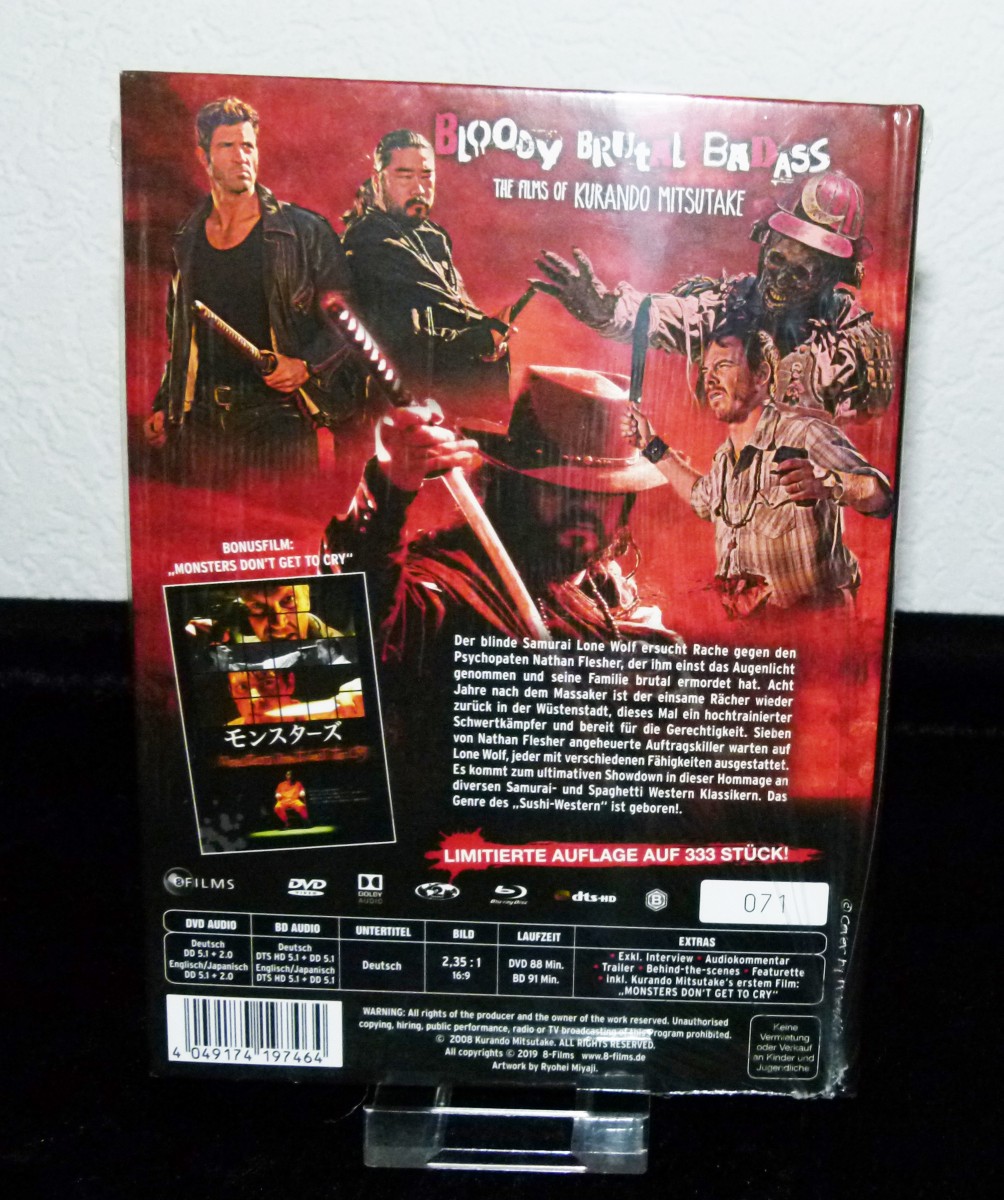 BLOODY BRUTAL BADASS
THE FILMS OF KURANDO MITSUTAKE
BONUSFILM:
„MONSTERS DON'T GET TO CRY“
モンスターズ
Der blinde Samurai Lone Wolf ersucht Rache gegen den
Psychopaten Nathan Flesher, der ihm einst das Augenlicht
genommen und seine Familie brutal ermordet hat. Acht
Jahre nach dem Massaker ist der einsame Rächer wieder
zurück in der Wüstenstadt, dieses Mal ein hochtrainierter
Schwertkämpfer und bereit für die Gerechtigkeit. Sieben
von Nathan Flesher angeheuerte Auftragskiller warten auf
Lone Wolf, jeder mit verschiedenen Fähigkeiten ausgestattet.
Es kommt zum ultimativen Showdown in dieser Hommage an
diversen Samurai- und Spaghetti Western Klassikern. Das
Genre des „Sushi-Western“ ist geboren!.
LIMITIERTE AUFLAGE AUF 333 STÜCK!
8 FILMS
DVD
VIDEO
DOLBY
AUDIO
2
Blu-ray Disc
dts-HD
B
071
DVD AUDIO
BD AUDIO
UNTERTITEL
BILD
LAUFZEIT
EXTRAS
Deutsch
DD 5.1 + 2.0
Englisch/Japanisch
DD 5.1 + 2.0
Deutsch
DTS HD 5.1 + DD 5.1
Englisch/Japanisch
DTS HD 5.1 + DD 5.1
Deutsch
2,35 : 1
16:9
DVD 88 Min.
BD 91 Min.
• Exkl. Interview • Audiokommentar
• Trailer • Behind-the-scenes • Featurette
• Inkl. Kurando Mitsutake's erstem Film:
„MONSTERS DON'T GET TO CRY“
4 049174 197464
WARNING: All rights of the producer and the owner of the work reserved. Unauthorised
copying, hiring, public performance, radio or TV broadcasting of this Program prohibited.
© 2008 Kurando Mitsutake. ALL RIGHTS RESERVED.
All copyrights © 2019 8-Films www.8-films.de
Artwork by Ryohei Miyaji.
Keine
Vermietung
oder Verkauf
an Kinder und
Jugendliche